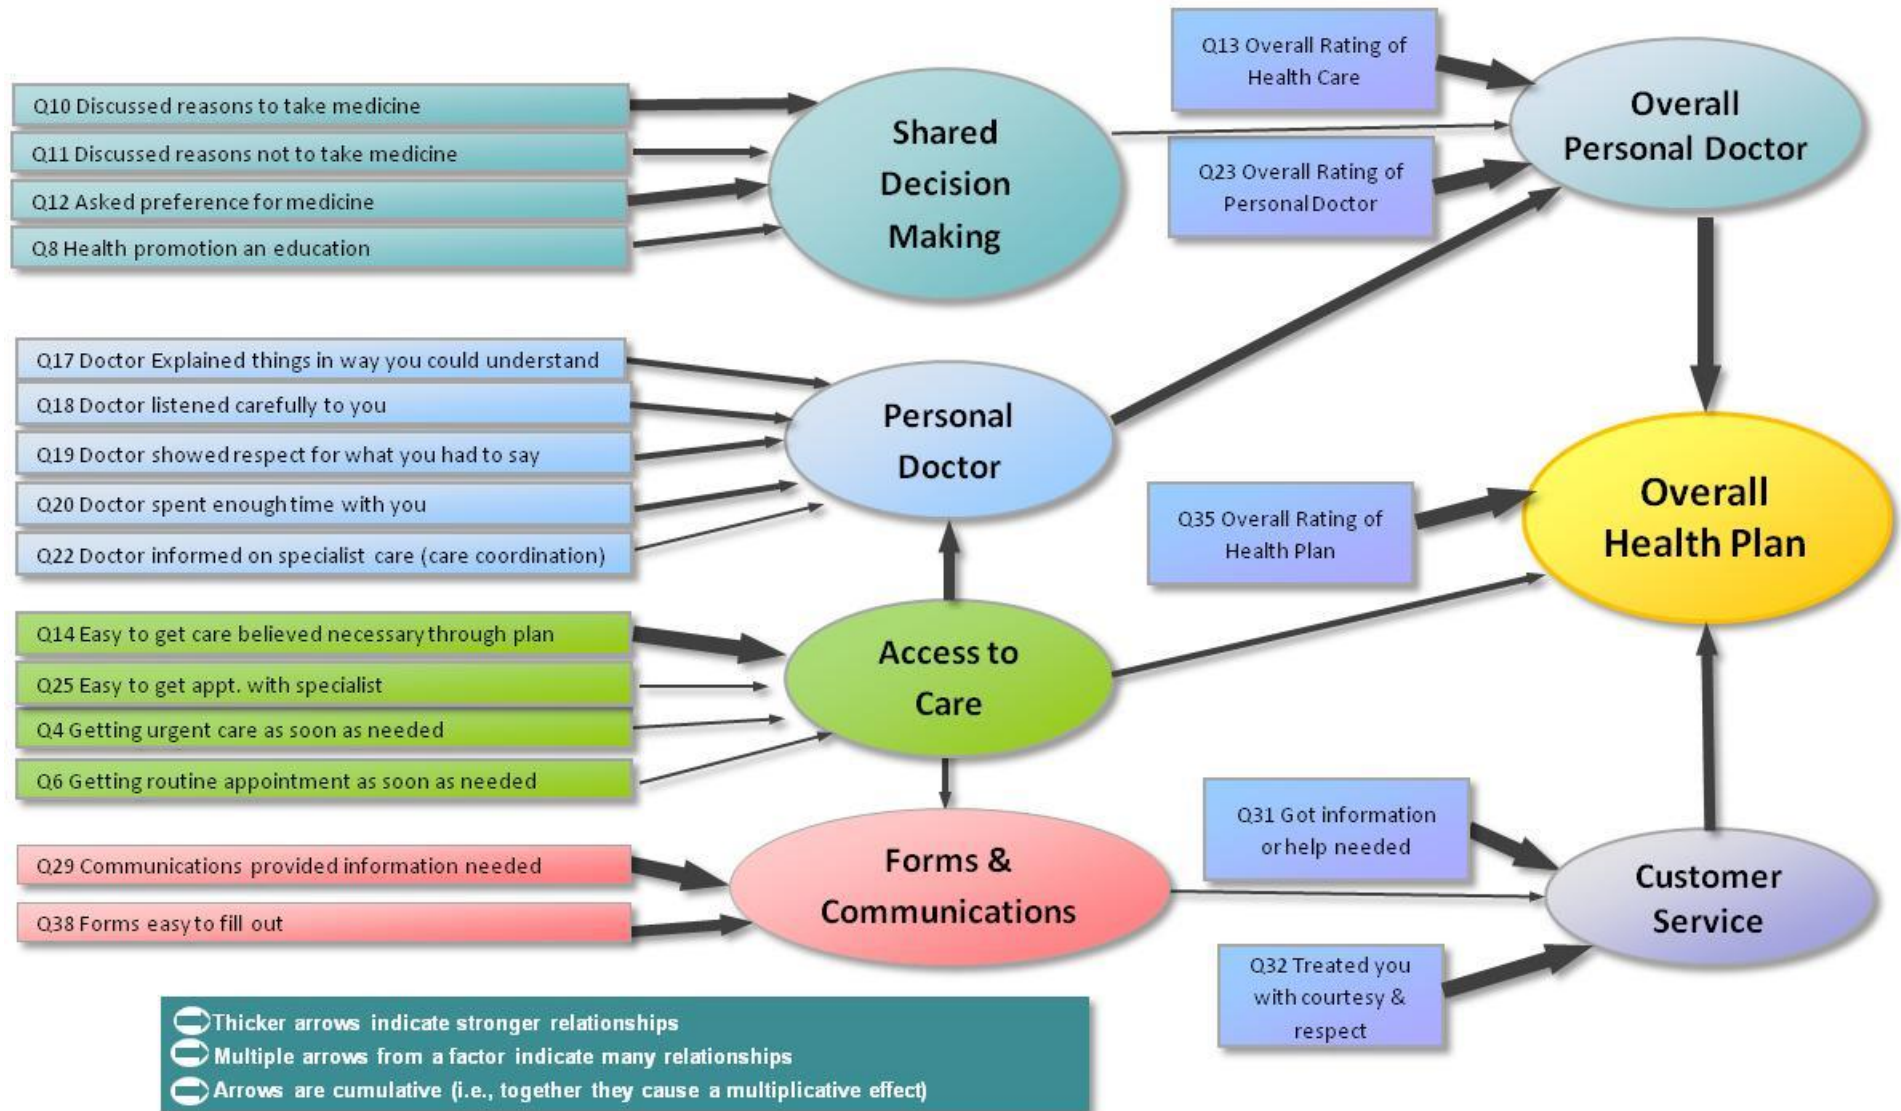 Q10 Discussed reasons to take medicine
Q11 Discussed reasons not to take medicine
Q12 Asked preference for medicine
Q8 Health promotion an education
Shared
Decision
Making
Q13 Overall Rating of
Health Care
Q23 Overall Rating of
Personal Doctor
Overall
Personal Doctor
Q17 Doctor Explained things in way you could understand
Q18 Doctor listened carefully to you
Q19 Doctor showed respect for what you had to say
Q20 Doctor spent enough time with you
Q22 Doctor informed on specialist care (care coordination)
Personal
Doctor
Q35 Overall Rating of
Health Plan
Overall
Health Plan
Q14 Easy to get care believed necessary through plan
Q25 Easy to get appt. with specialist
Q4 Getting urgent care as soon as needed
Q6 Getting routine appointment as soon as needed
Access to
Care
Q29 Communications provided information needed
Q38 Forms easy to fill out
Forms &
Communications
Q31 Got information
or help needed
Q32 Treated you
with courtesy &
respect
Customer
Service
Thicker arrows indicate stronger relationships
Multiple arrows from a factor indicate many relationships
Arrows are cumulative (i.e., together they cause a multiplicative effect)